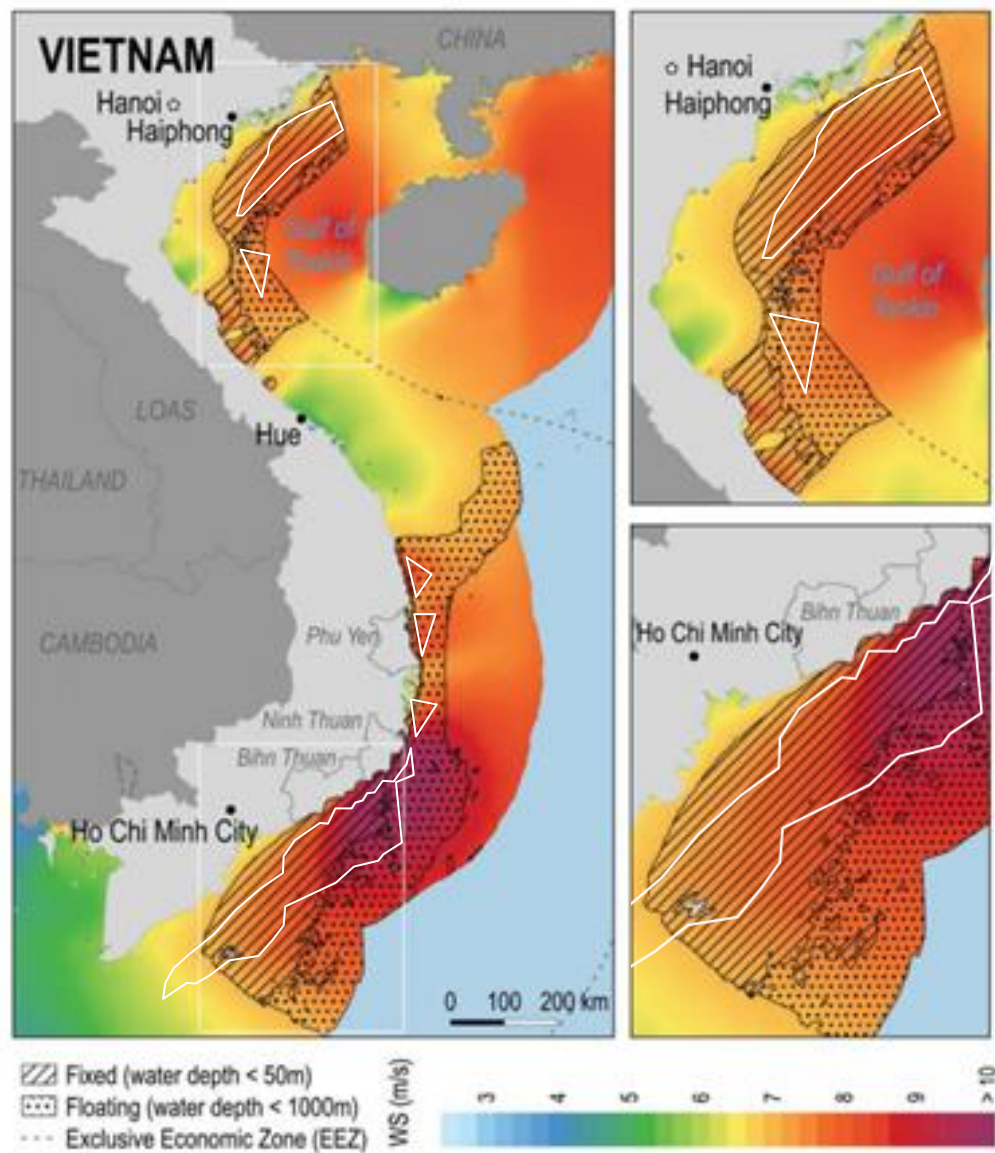 VIETNAM
CHINA
Hanoi
Haiphong
Gulf of
Tonkin
LOAS
Hue
THAILAND
CAMBODIA
Phu Yen
Ninh Thuan
Bihn Thuan
Ho Chi Minh City
0 100 200 km
Hanoi
Haiphong
Gulf of
Tonkin
Bihn Thuan
Ho Chi Minh City
Fixed (water depth < 50m)
Floating (water depth < 1000m)
Exclusive Economic Zone (EEZ)
WS (m/s)
3 4 5 6 7 8 9 > 10